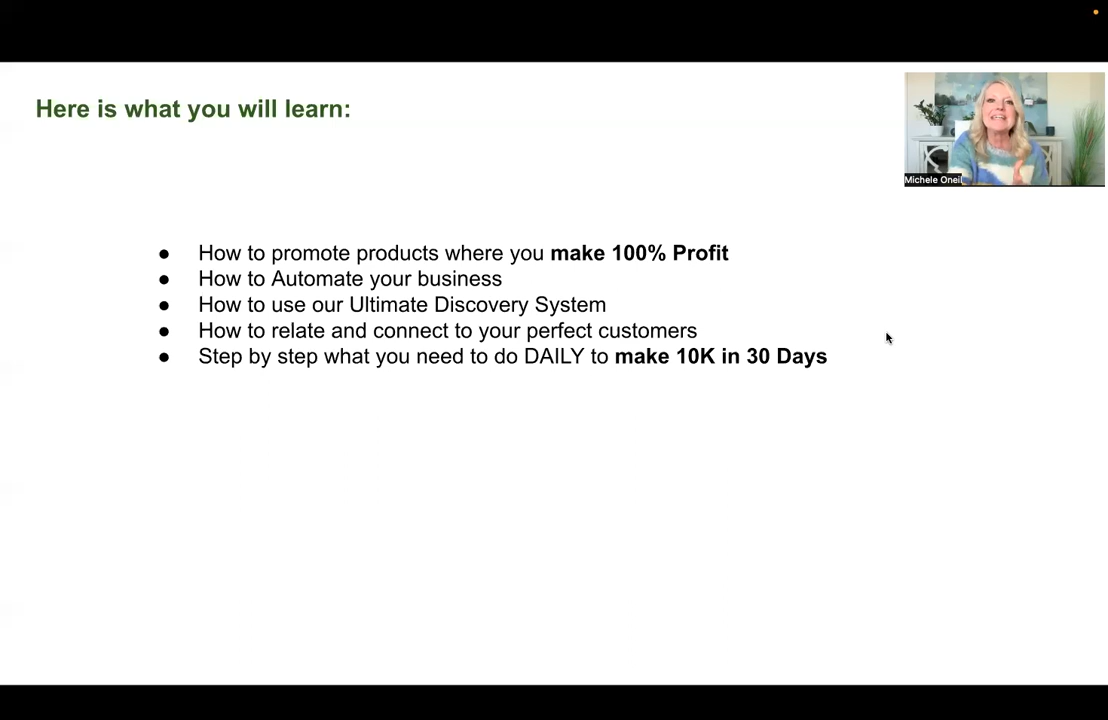 Here is what you will learn:
Michele Oneil
● How to promote products where you make 100% Profit
● How to Automate your business
● How to use our Ultimate Discovery System
● How to relate and connect to your perfect customers
● Step by step what you need to do DAILY to make 10K in 30 Days